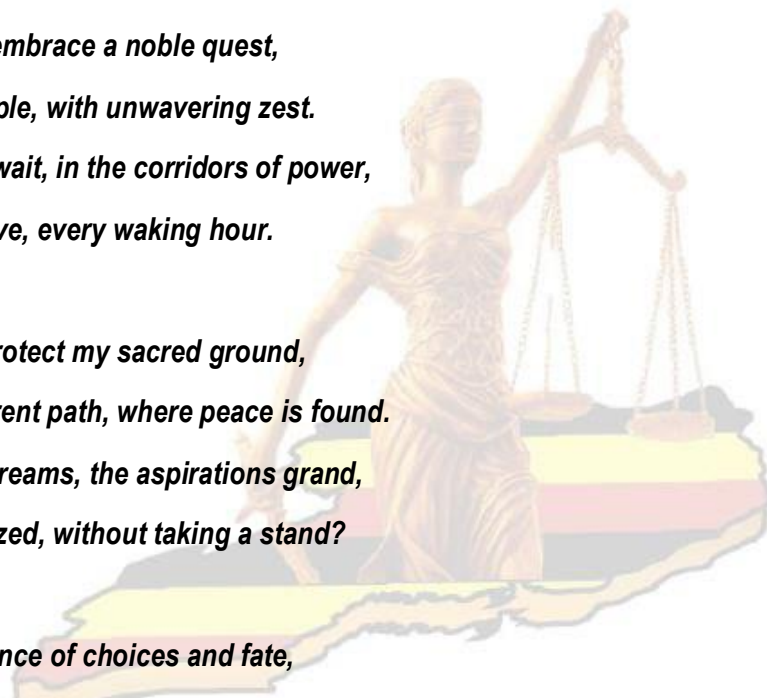 embrace a noble quest,
ple, with unwavering zest.
wait, in the corridors of power,
ve, every waking hour.
rotect my sacred ground,
rent path, where peace is found.
reams, the aspirations grand,
zed, without taking a stand?
nce of choices and fate,